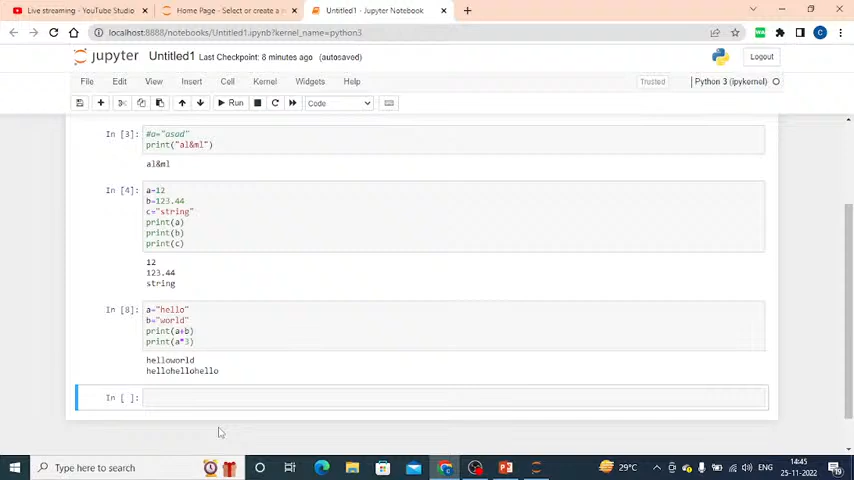 Live streaming - YouTube Studio
Home Page - Select or create a n
Untitled1 - Jupyter Notebook
localhost:8888/notebooks/Untitled1.ipynb?kernel_name=python3
jupyter Untitled1 Last Checkpoint: 8 minutes ago (autosaved)
Logout
File Edit View Insert Cell Kernel Widgets Help
Trusted
Python 3 (ipykernel)
Run
Code
In [3]:
#a="asad"
print("al&ml")
al&ml
In [4]:
a=12
b=123.44
c="string"
print(a)
print(b)
print(c)
12
123.44
string
In [8]:
a="hello"
b="world"
print(a+b)
print(a*3)
helloworld
hellohellohello
In [ ]:
Type here to search
29°C
ENG
14:45
25-11-2022